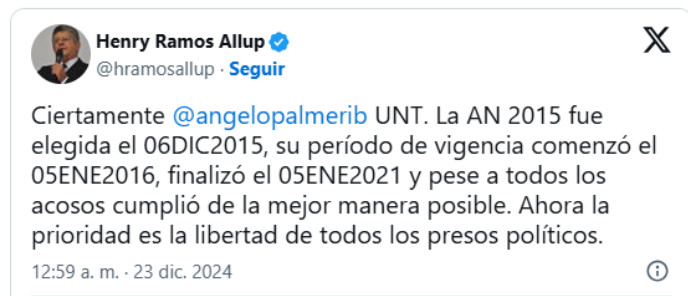 Henry Ramos Allup
@hramosallup · Seguir
Ciertamente @angelopalmerib UNT. La AN 2015 fue
elegida el 06DIC2015, su período de vigencia comenzó el
05ENE2016, finalizó el 05ENE2021 y pese a todos los
acosos cumplió de la mejor manera posible. Ahora la
prioridad es la libertad de todos los presos políticos.
12:59 a. m. · 23 dic. 2024